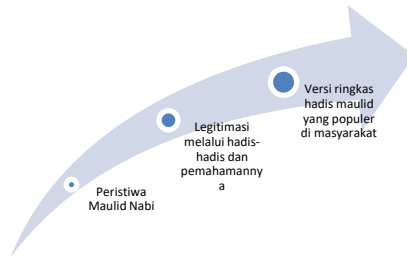 Peristiwa
Maulid Nabi
Legitimasi
melalui hadis-
hadis dan
pemahamanny
a
Versi ringkas
hadis maulid
yang populer
di masyarakat